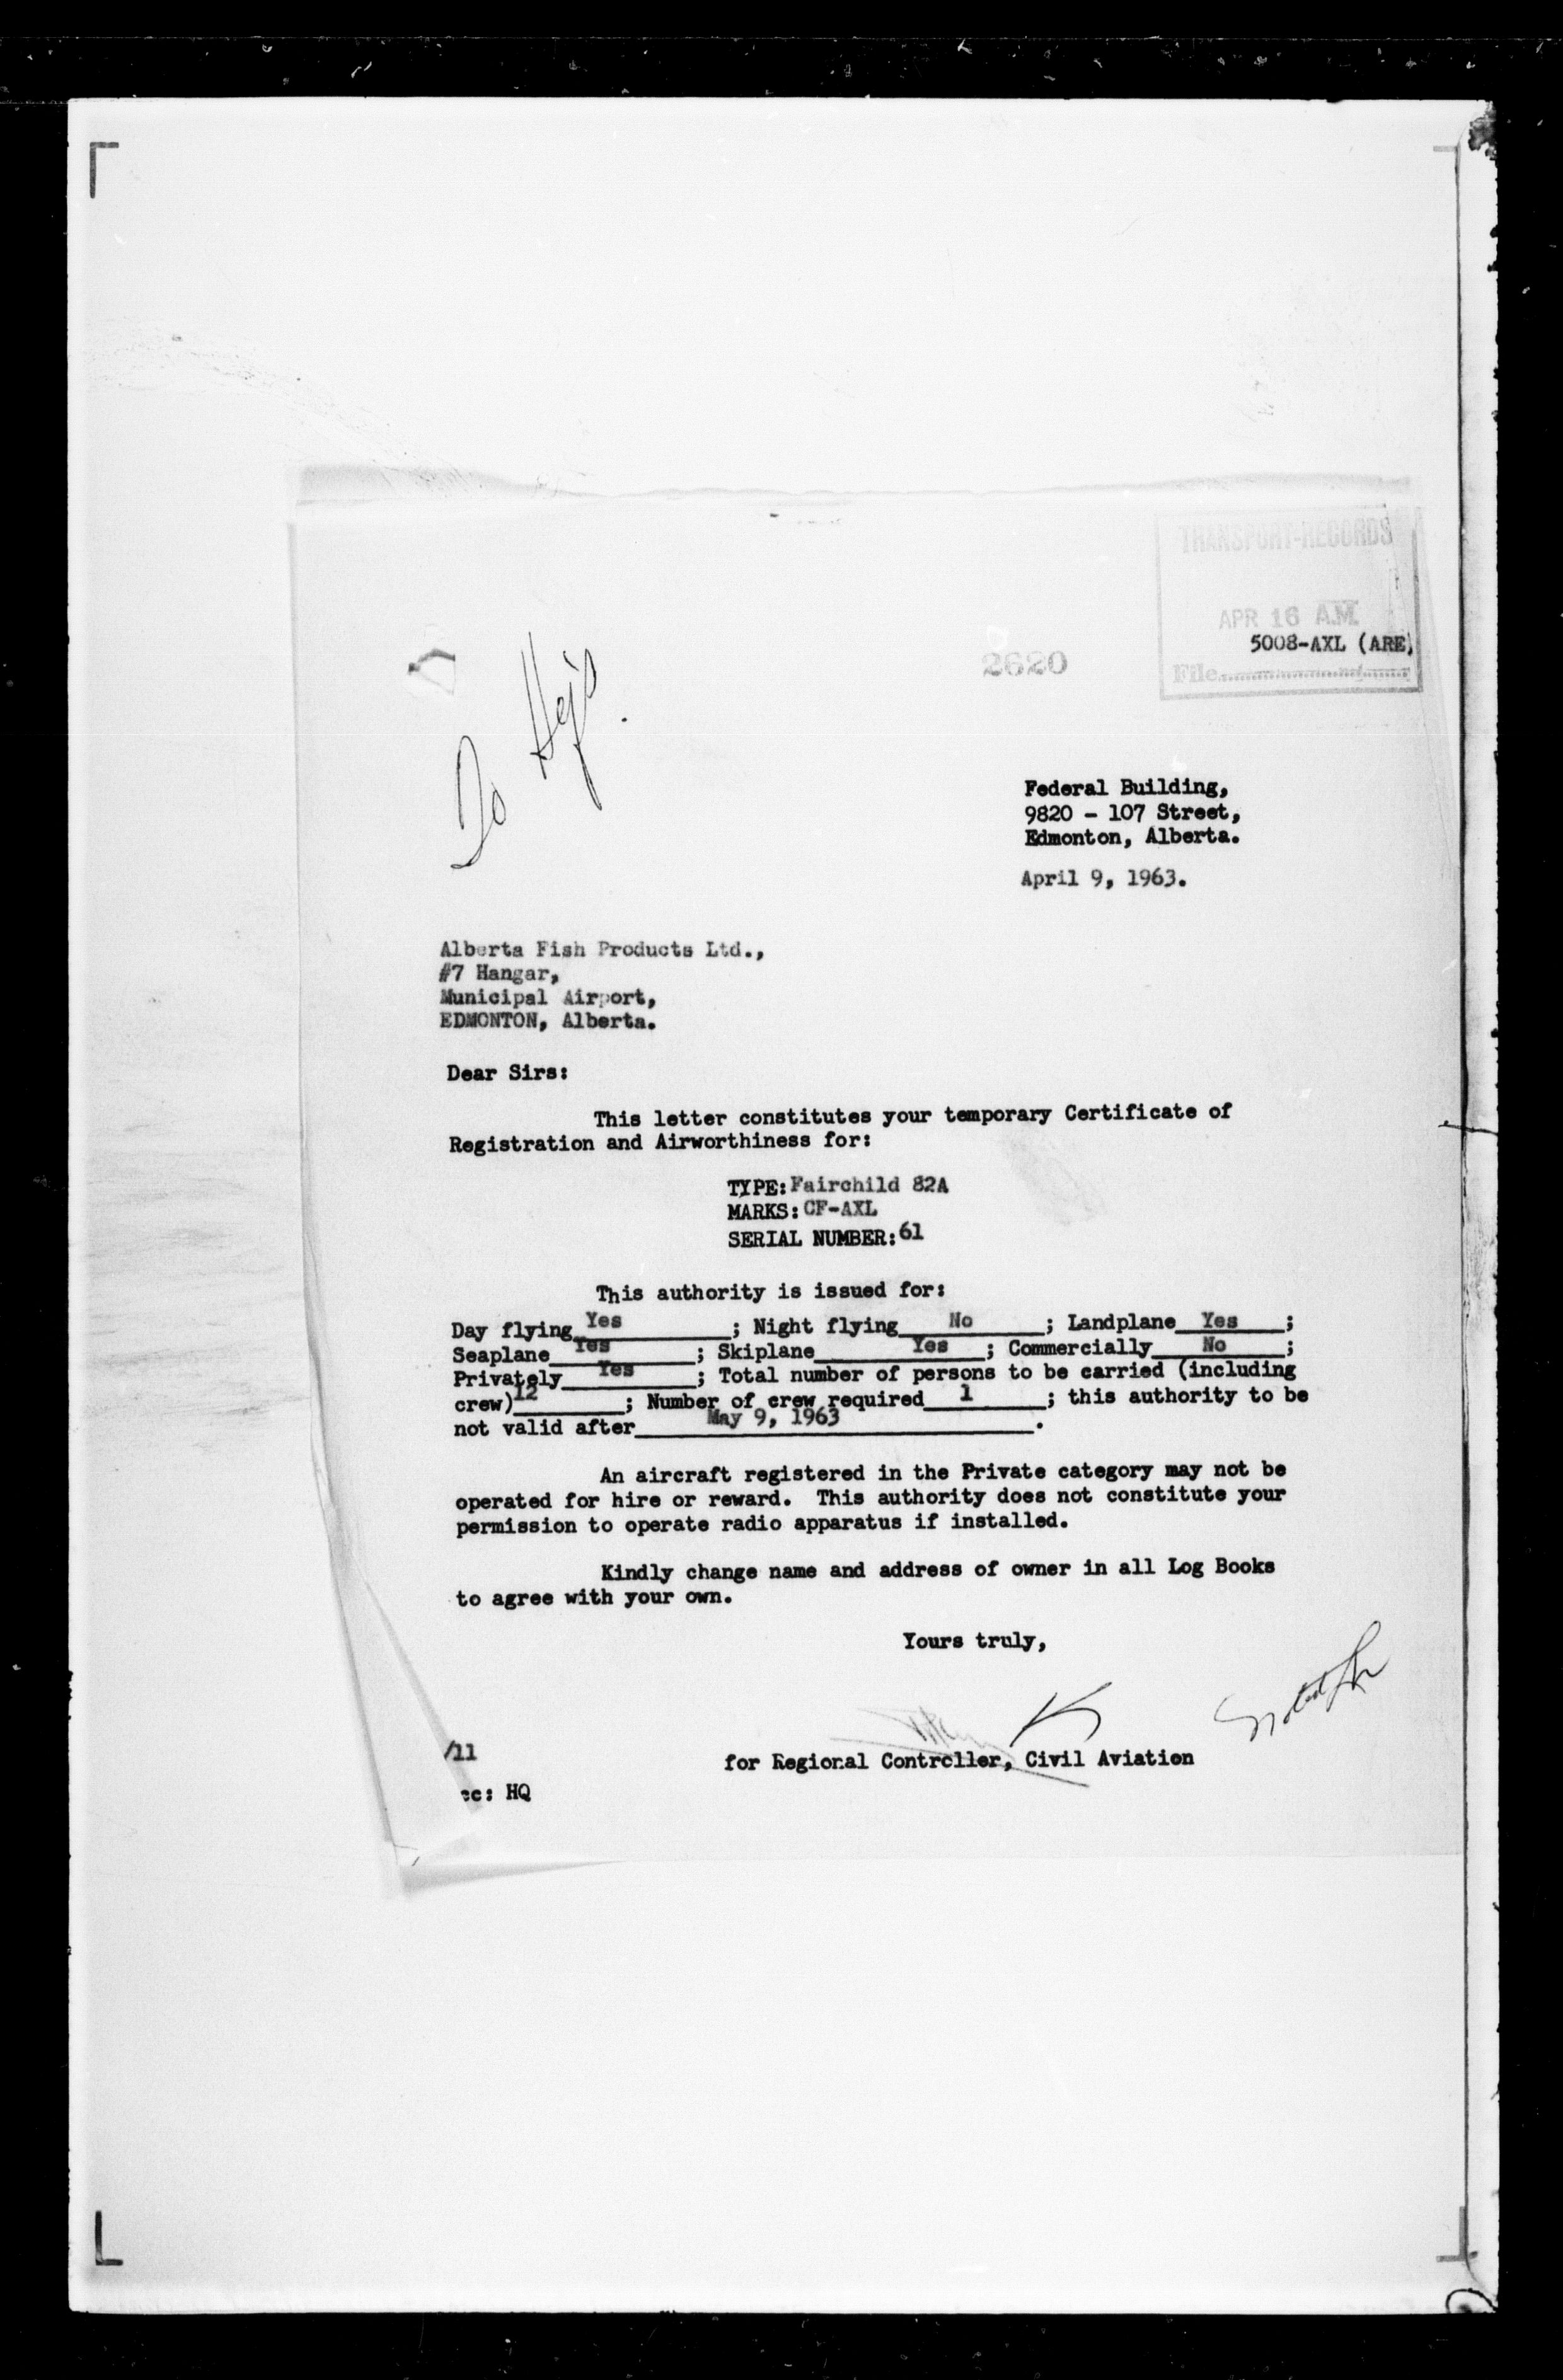 TRANSPORT-RECORDS
APR 16 A.M.
2620
5008-AXL (ARE)
File
To
Federal Building,
9820 - 107 Street,
Edmonton, Alberta.
April 9, 1963.
Alberta Fish Products Ltd.,
#7 Hangar,
Municipal Airport,
EDMONTON, Alberta.
Dear Sirs:
This letter constitutes your temporary Certificate of
Registration and Airworthiness for:
TYPE: Fairchild 82A
MARKS: CF-AXL
SERIAL NUMBER: 61
This authority is issued for:
Day flying Yes ; Night flying No ; Landplane Yes ;
Seaplane Yes ; Skiplane Yes ; Commercially No ;
Privately Yes ; Total number of persons to be carried (including
crew) 12 ; Number of crew required 1 ; this authority to be
not valid after May 9, 1963 .
An aircraft registered in the Private category may not be
operated for hire or reward. This authority does not constitute your
permission to operate radio apparatus if installed.
Kindly change name and address of owner in all Log Books
to agree with your own.
Yours truly,
for Regional Controller, Civil Aviation
/11
cc: HQ